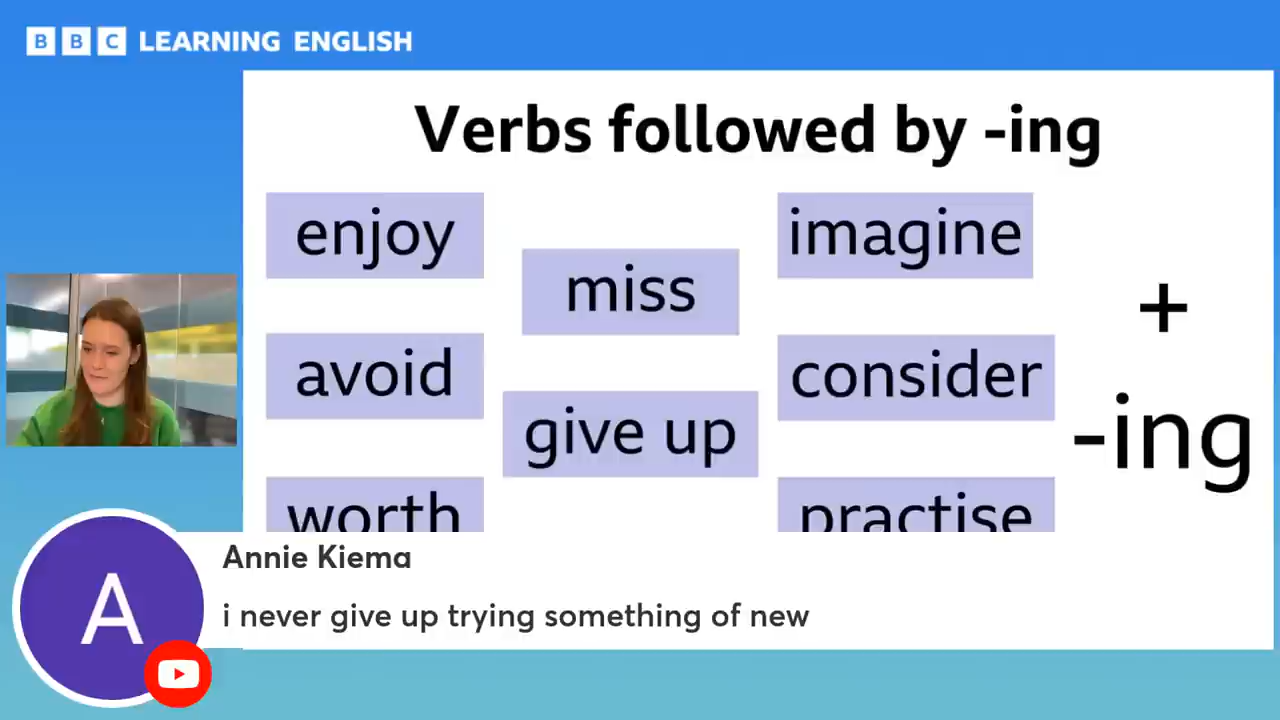 BBC LEARNING ENGLISH
Verbs followed by -ing
enjoy
miss
imagine
avoid
give up
consider
worth
practise
+
-ing
A
Annie Kiema
i never give up trying something of new